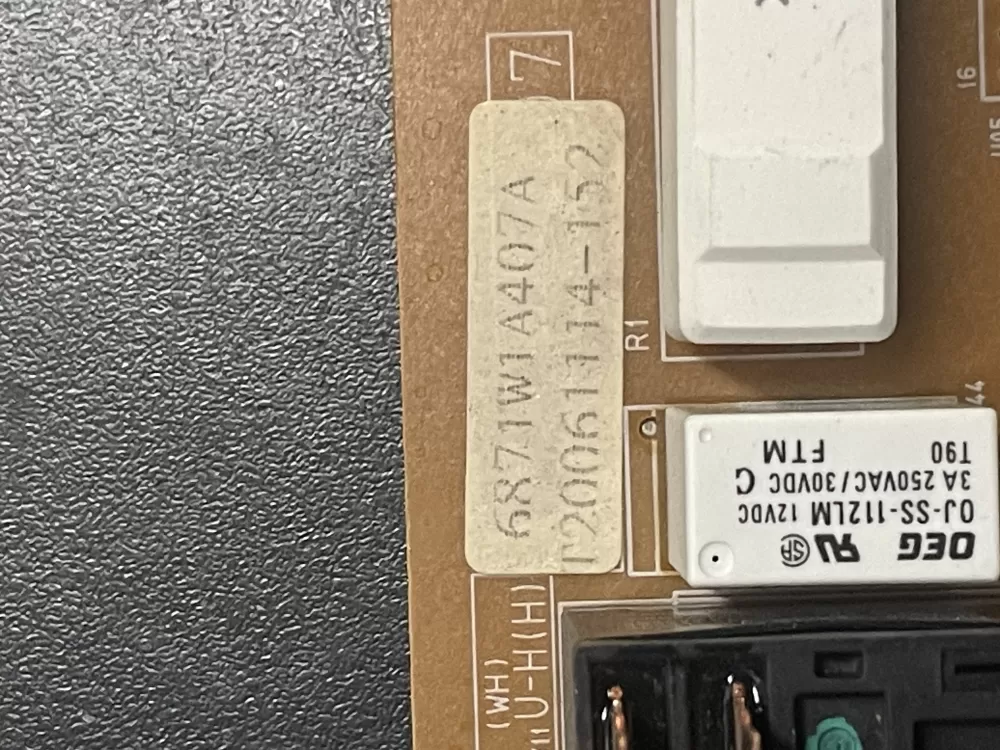 7
6871W1A407A
T20061114-152
R1
16
44
OEG
OJ-SS-112LM 12VDC
3A 250VAC/30VDC C
T90 FTM
(WH)
U-H(H)